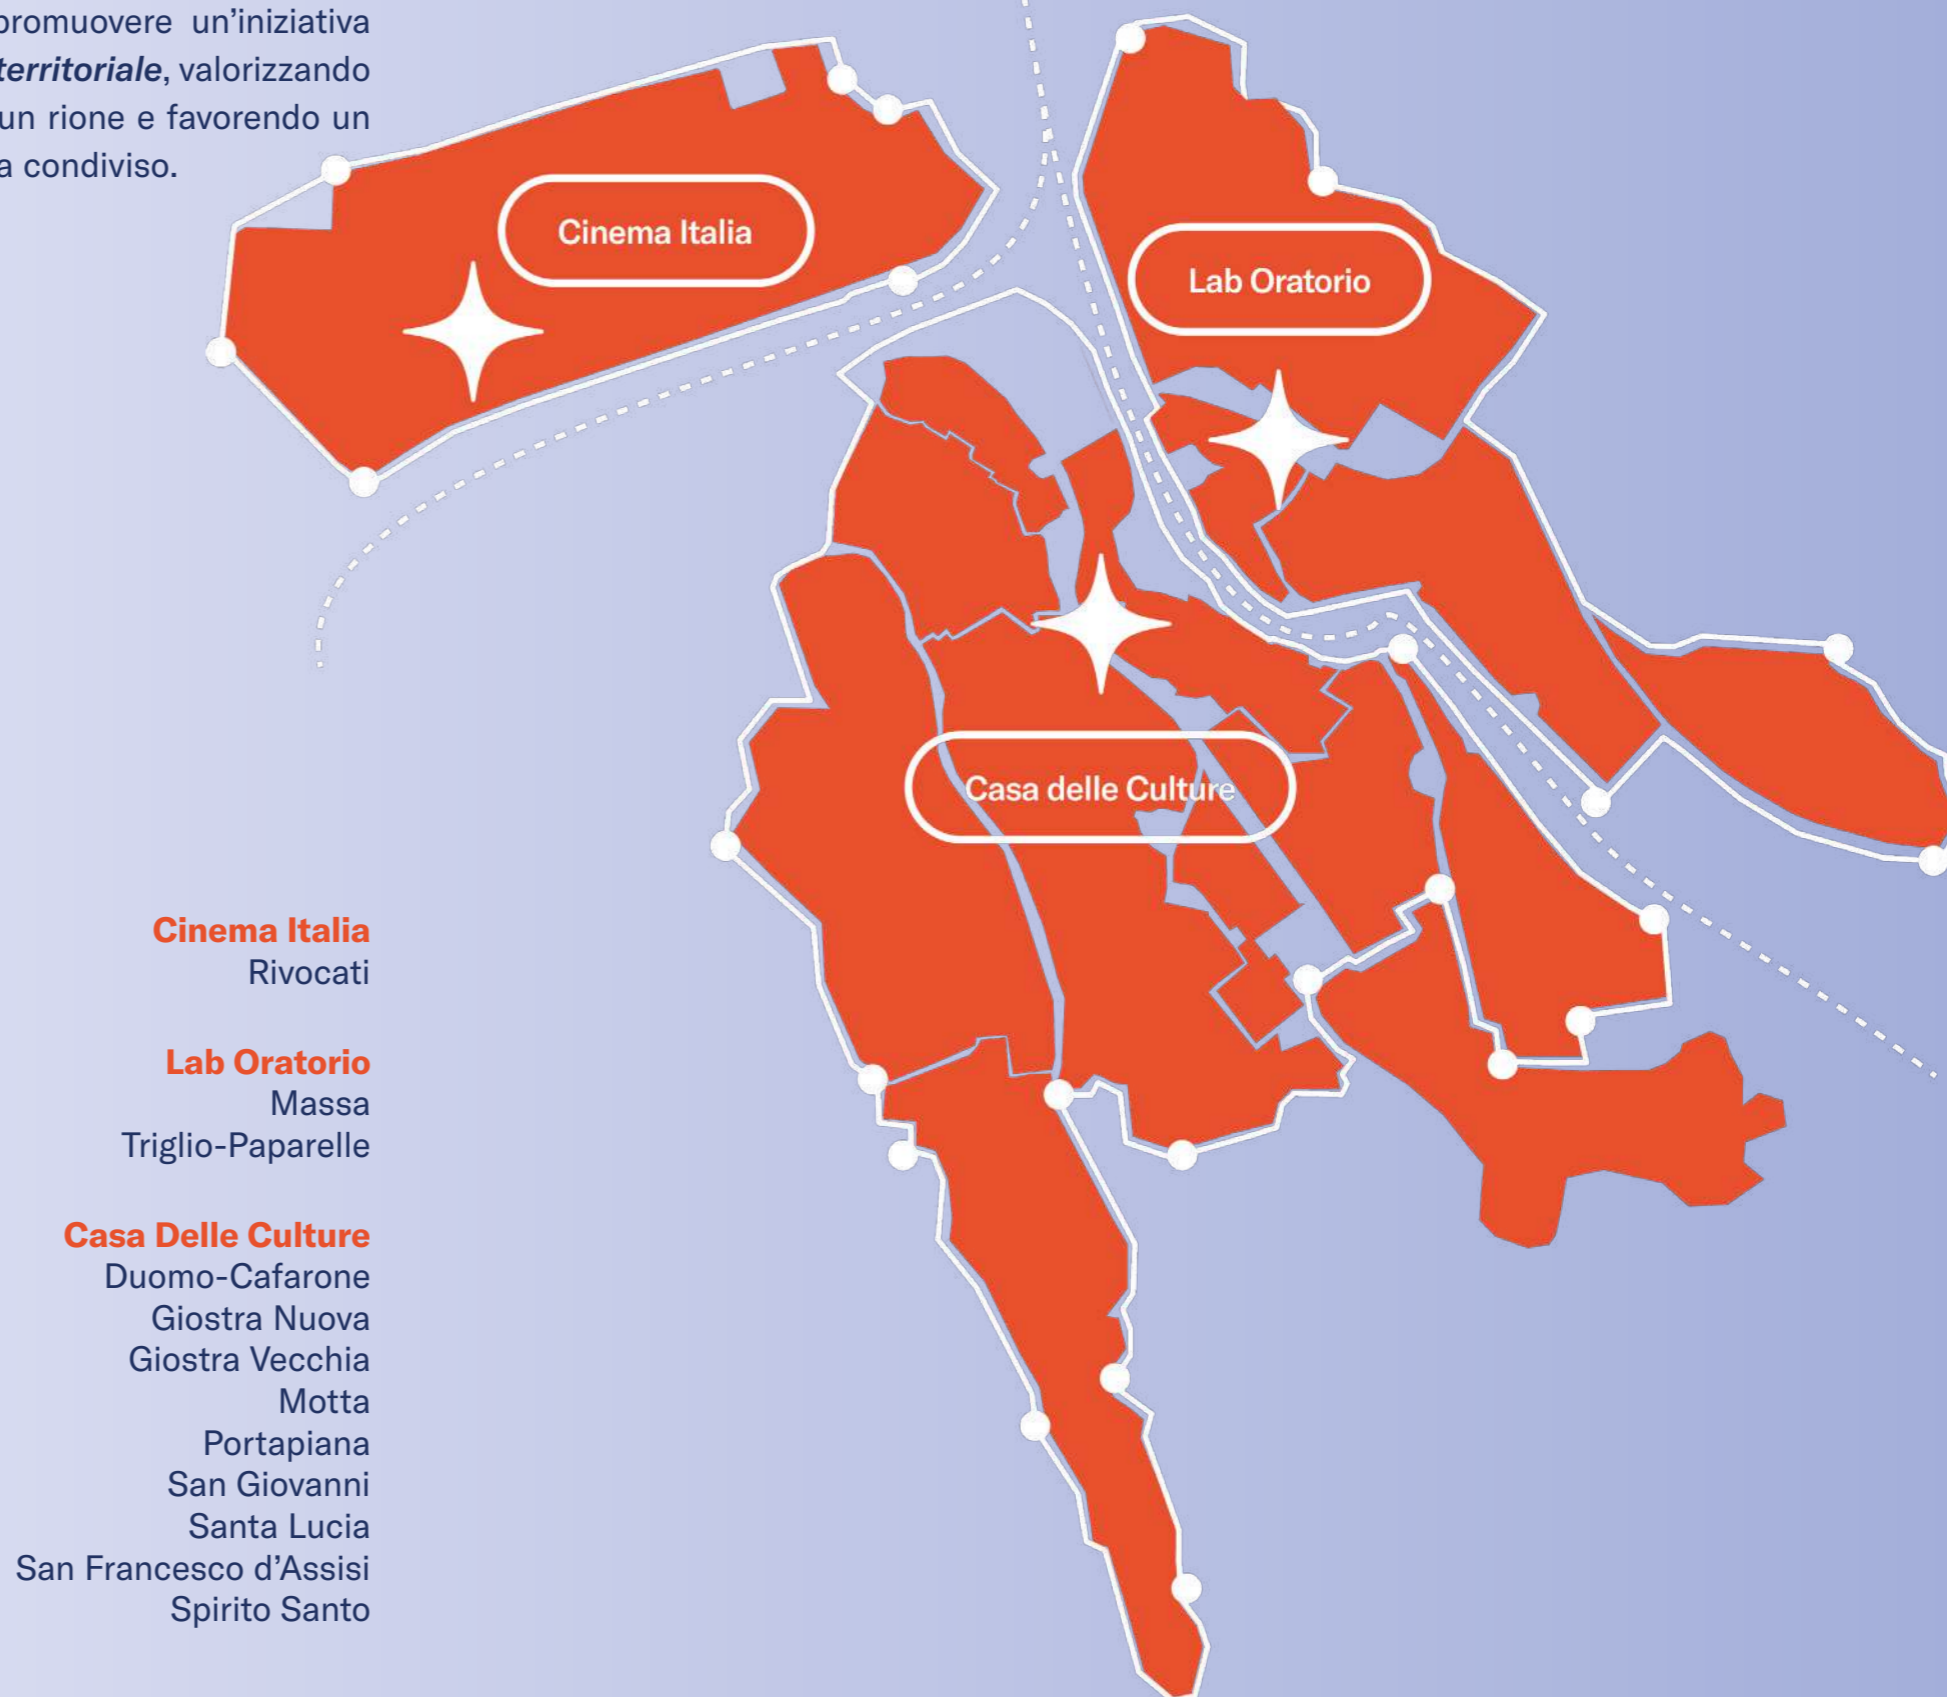 promuovere un'iniziativa
territoriale, valorizzando
un rione e favorendo un
a condiviso.
Cinema Italia
Lab Oratorio
Casa delle Culture
Cinema Italia
Rivocati
Lab Oratorio
Massa
Triglio-Paparelle
Casa Delle Culture
Duomo-Cafarone
Giostra Nuova
Giostra Vecchia
Motta
Portapiana
San Giovanni
Santa Lucia
San Francesco d'Assisi
Spirito Santo